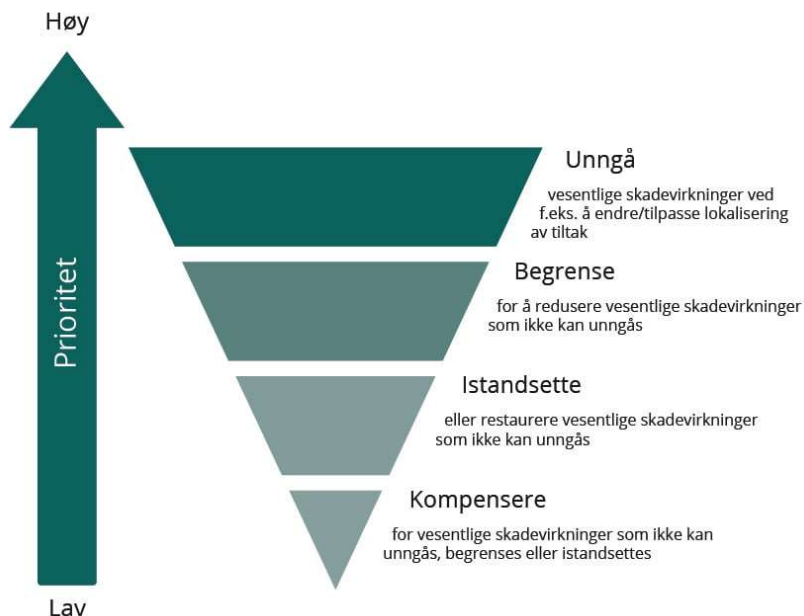 Høy
Prioritet
Unngå
vesentlige skadevirkninger ved
f.eks. å endre/tilpasse lokalisering
av tiltak
Begrense
for å redusere vesentlige skadevirkninger
som ikke kan unngås
Istandsette
eller restaurere vesentlige skadevirkninger
som ikke kan unngås
Kompensere
for vesentlige skadevirkninger som ikke kan
unngås, begrenses eller istandsettes
Lav